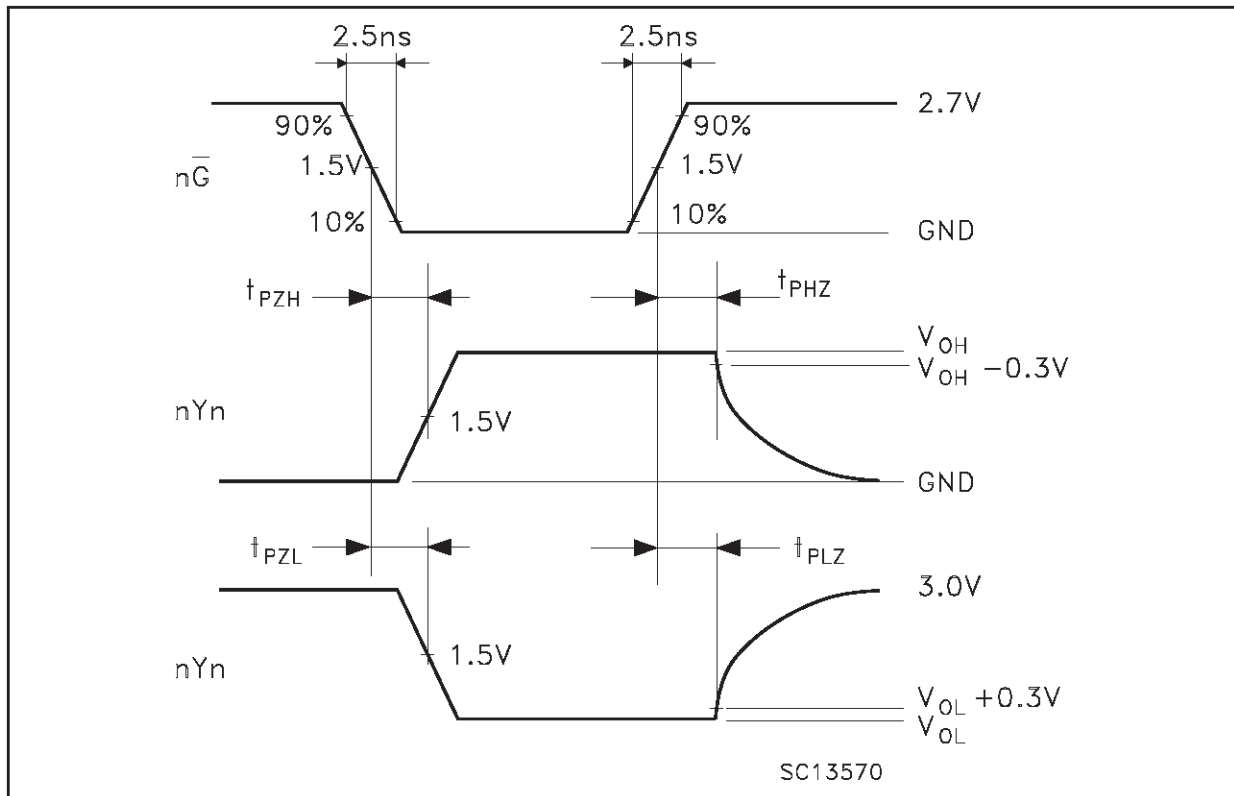 2.5ns 2.5ns
2.7V
90% 90%
nG̅ 1.5V 1.5V
10% 10%
GND
tPZH tPHZ
VOH
VOH −0.3V
nYn 1.5V
GND
tPZL tPLZ
3.0V
nYn 1.5V
VOL +0.3V
VOL
SC13570